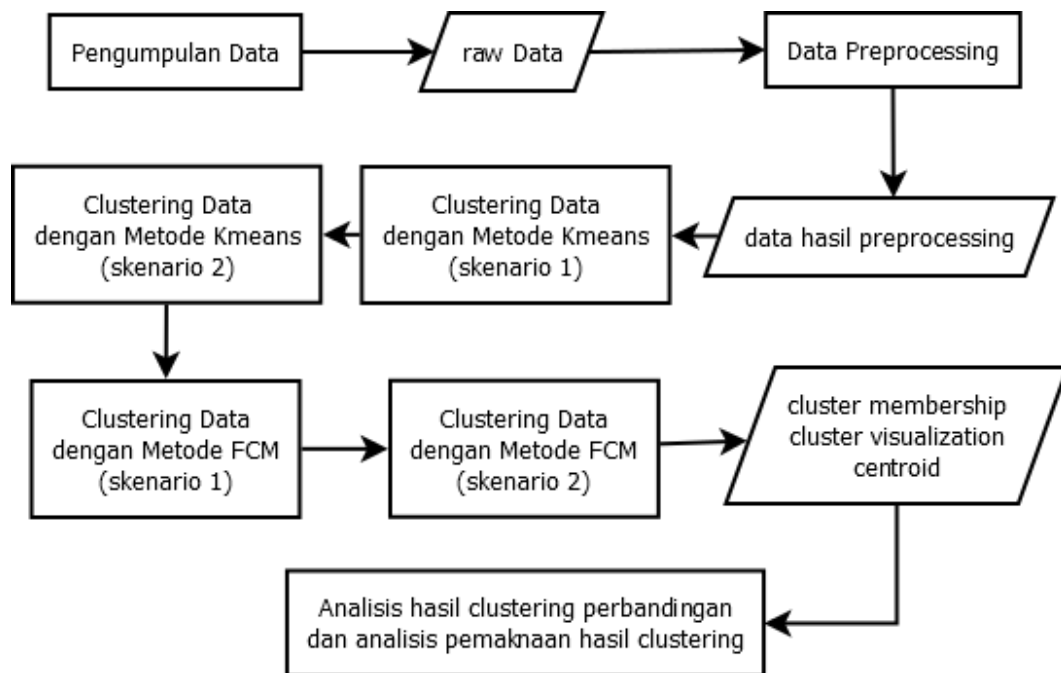 Pengumpulan Data
raw Data
Data Preprocessing
data hasil preprocessing
Clustering Data
dengan Metode Kmeans
(skenario 1)
Clustering Data
dengan Metode Kmeans
(skenario 2)
Clustering Data
dengan Metode FCM
(skenario 1)
Clustering Data
dengan Metode FCM
(skenario 2)
cluster membership
cluster visualization
centroid
Analisis hasil clustering perbandingan
dan analisis pemaknaan hasil clustering